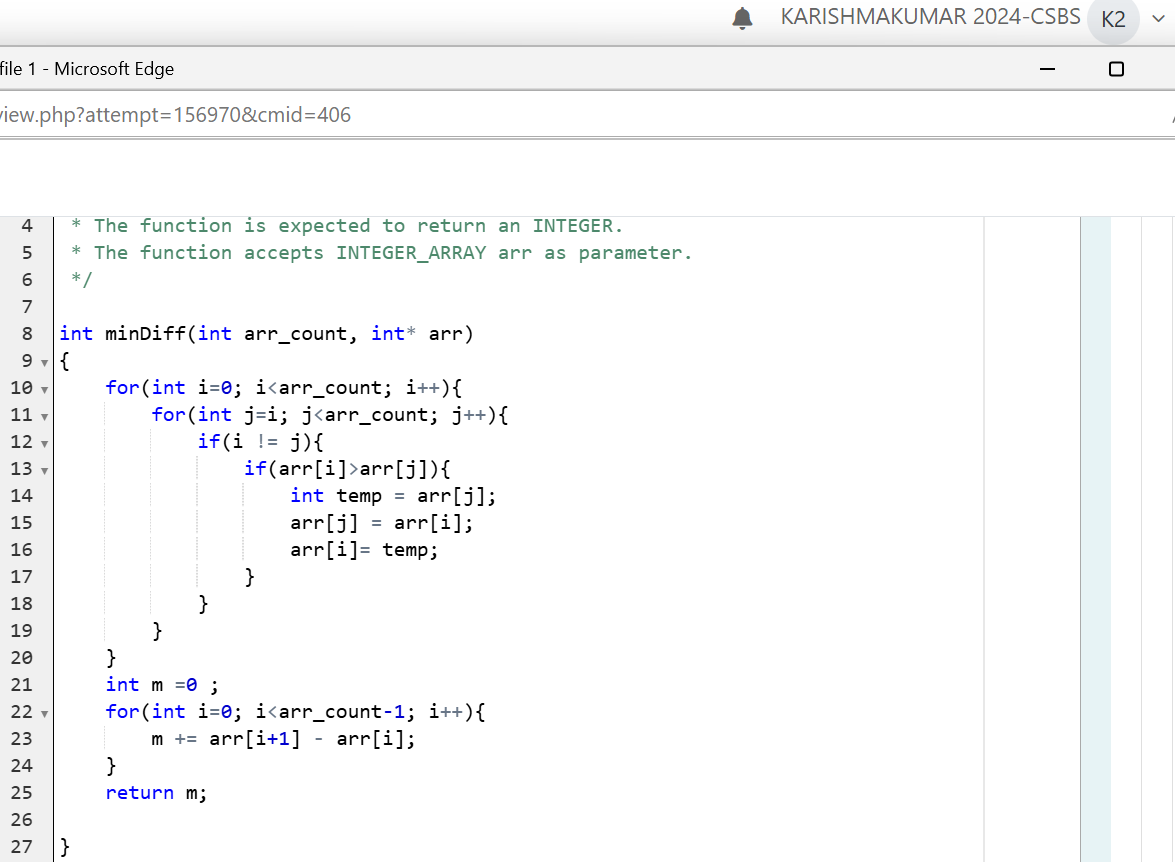 KARISHMAKUMAR 2024-CSBS K2
file 1 - Microsoft Edge
view.php?attempt=156970&cmid=406
4 * The function is expected to return an INTEGER.
5 * The function accepts INTEGER_ARRAY arr as parameter.
6 */
7
8 int minDiff(int arr_count, int* arr)
9 {
10 for(int i=0; i<arr_count; i++){
11 for(int j=i; j<arr_count; j++){
12 if(i != j){
13 if(arr[i]>arr[j]){
14 int temp = arr[j];
15 arr[j] = arr[i];
16 arr[i]= temp;
17 }
18 }
19 }
20 }
21 int m =0 ;
22 for(int i=0; i<arr_count-1; i++){
23 m += arr[i+1] - arr[i];
24 }
25 return m;
26
27 }